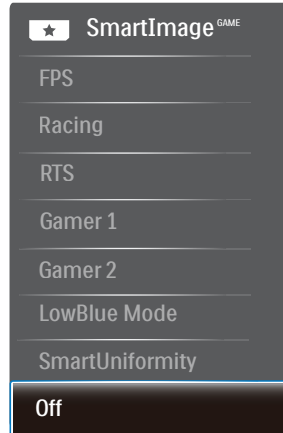 SmartImage GAME
FPS
Racing
RTS
Gamer 1
Gamer 2
LowBlue Mode
SmartUniformity
Off